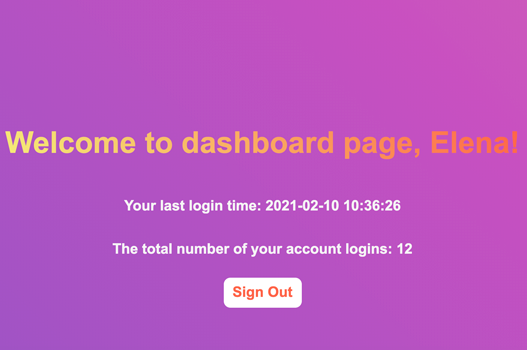 Welcome to dashboard page, Elena!
Your last login time: 2021-02-10 10:36:26
The total number of your account logins: 12
Sign Out